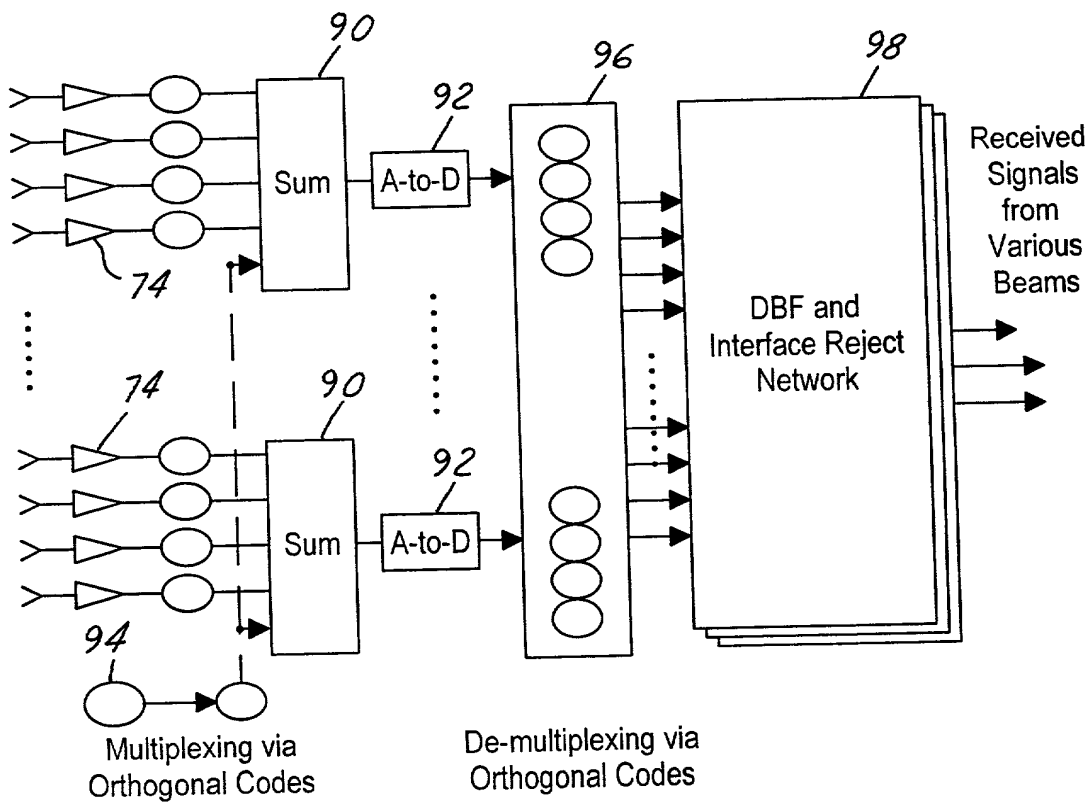 90
96
98
92
Sum
A-to-D
74
Received
Signals
from
Various
Beams
DBF and
Interface Reject
Network
74
90
92
Sum
A-to-D
94
Multiplexing via
Orthogonal Codes
De-multiplexing via
Orthogonal Codes